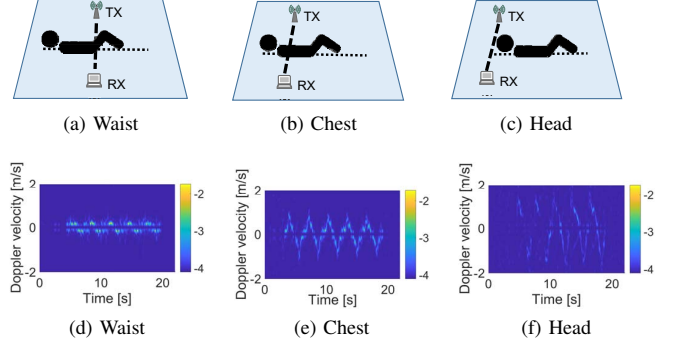 TX
TX
TX
RX
RX
RX
(a) Waist
(b) Chest
(c) Head
Doppler velocity [m/s]
2
0
-2
0
10
20
Time [s]
-2
-3
-4
Doppler velocity [m/s]
2
0
-2
0
10
20
Time [s]
-2
-3
-4
Doppler velocity [m/s]
2
0
-2
0
10
20
Time [s]
-2
-3
-4
(d) Waist
(e) Chest
(f) Head